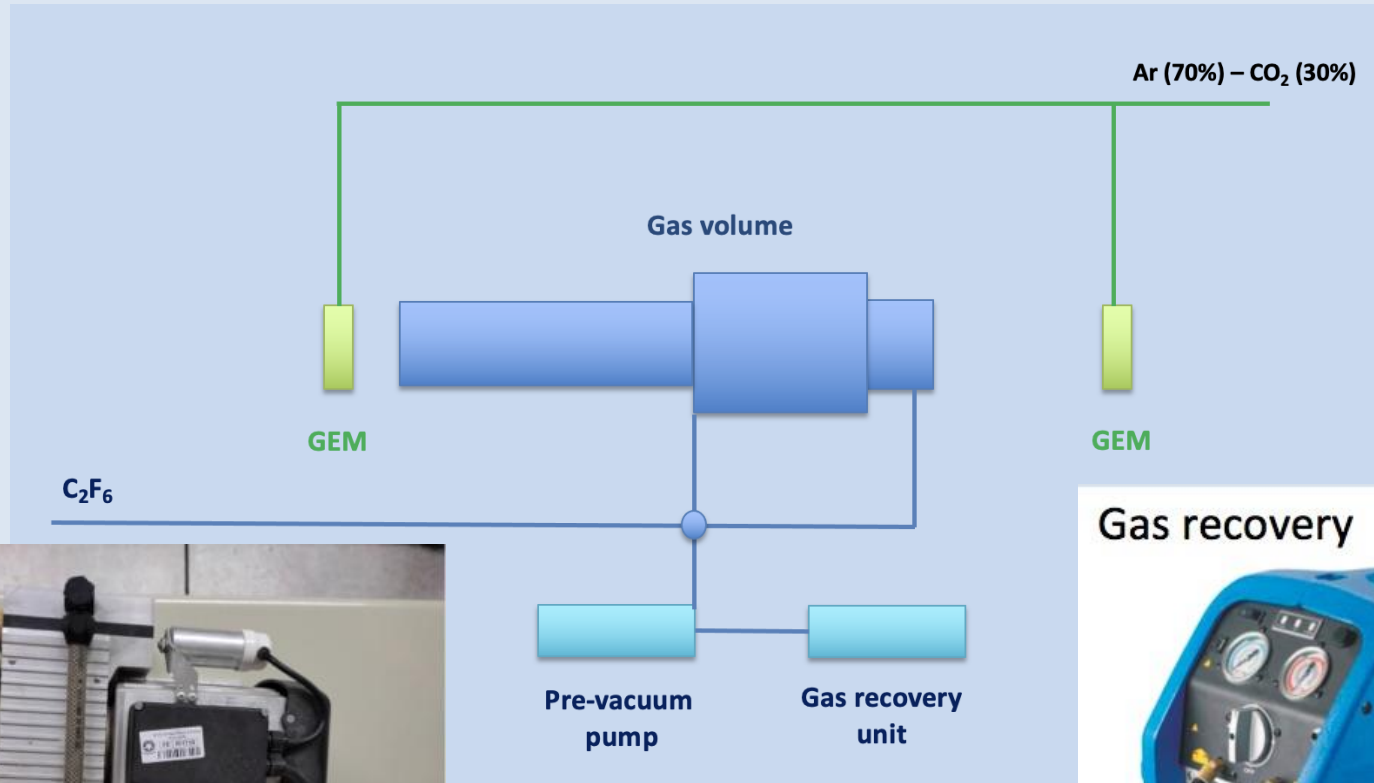 Ar (70%) – CO₂ (30%)
Gas volume
GEM
GEM
C₂F₆
Gas recovery
Pre-vacuum
pump
Gas recovery
unit